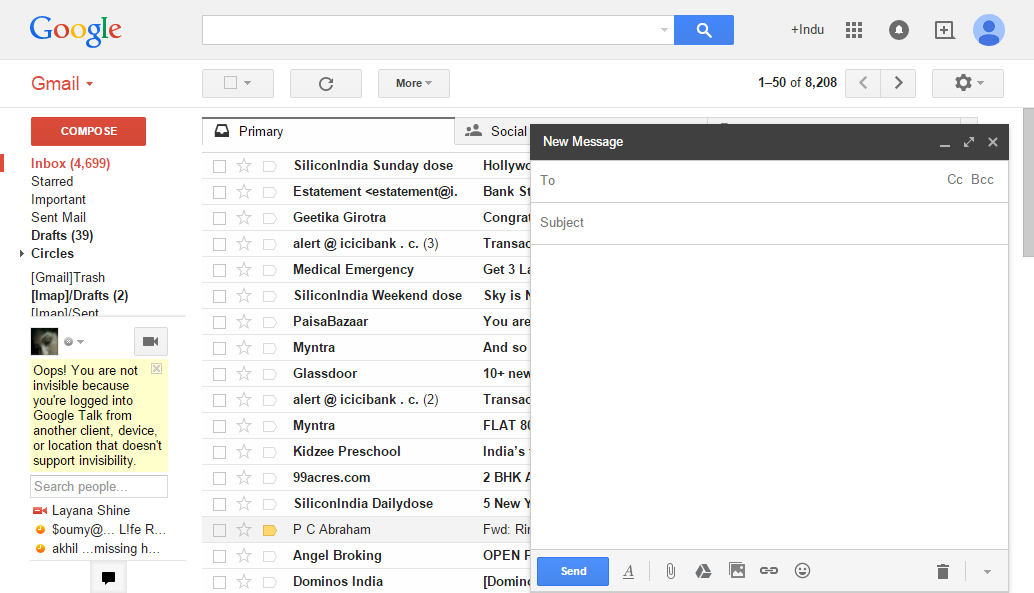 Google
+Indu
Gmail
More
1–50 of 8,208
COMPOSE
Inbox (4,699)
Starred
Important
Sent Mail
Drafts (39)
Circles
[Gmail]Trash
[Imap]/Drafts (2)
[Imap]/Sent
Oops! You are not
invisible because
you're logged into
Google Talk from
another client, device,
or location that doesn't
support invisibility.
Search people...
Layana Shine
$oumy@... L!fe R...
akhil ...missing h...
Primary
Social
SiliconIndia Sunday dose Hollywo
Estatement <estatement@i. Bank St
Geetika Girotra Congrat
alert @ icicibank . c. (3) Transac
Medical Emergency Get 3 La
SiliconIndia Weekend dose Sky is N
PaisaBazaar You are
Myntra And so
Glassdoor 10+ new
alert @ icicibank . c. (2) Transac
Myntra FLAT 80
Kidzee Preschool India's
99acres.com 2 BHK A
SiliconIndia Dailydose 5 New Y
P C Abraham Fwd: Rin
Angel Broking OPEN F
Dominos India [Domino
New Message
To Cc Bcc
Subject
Send A